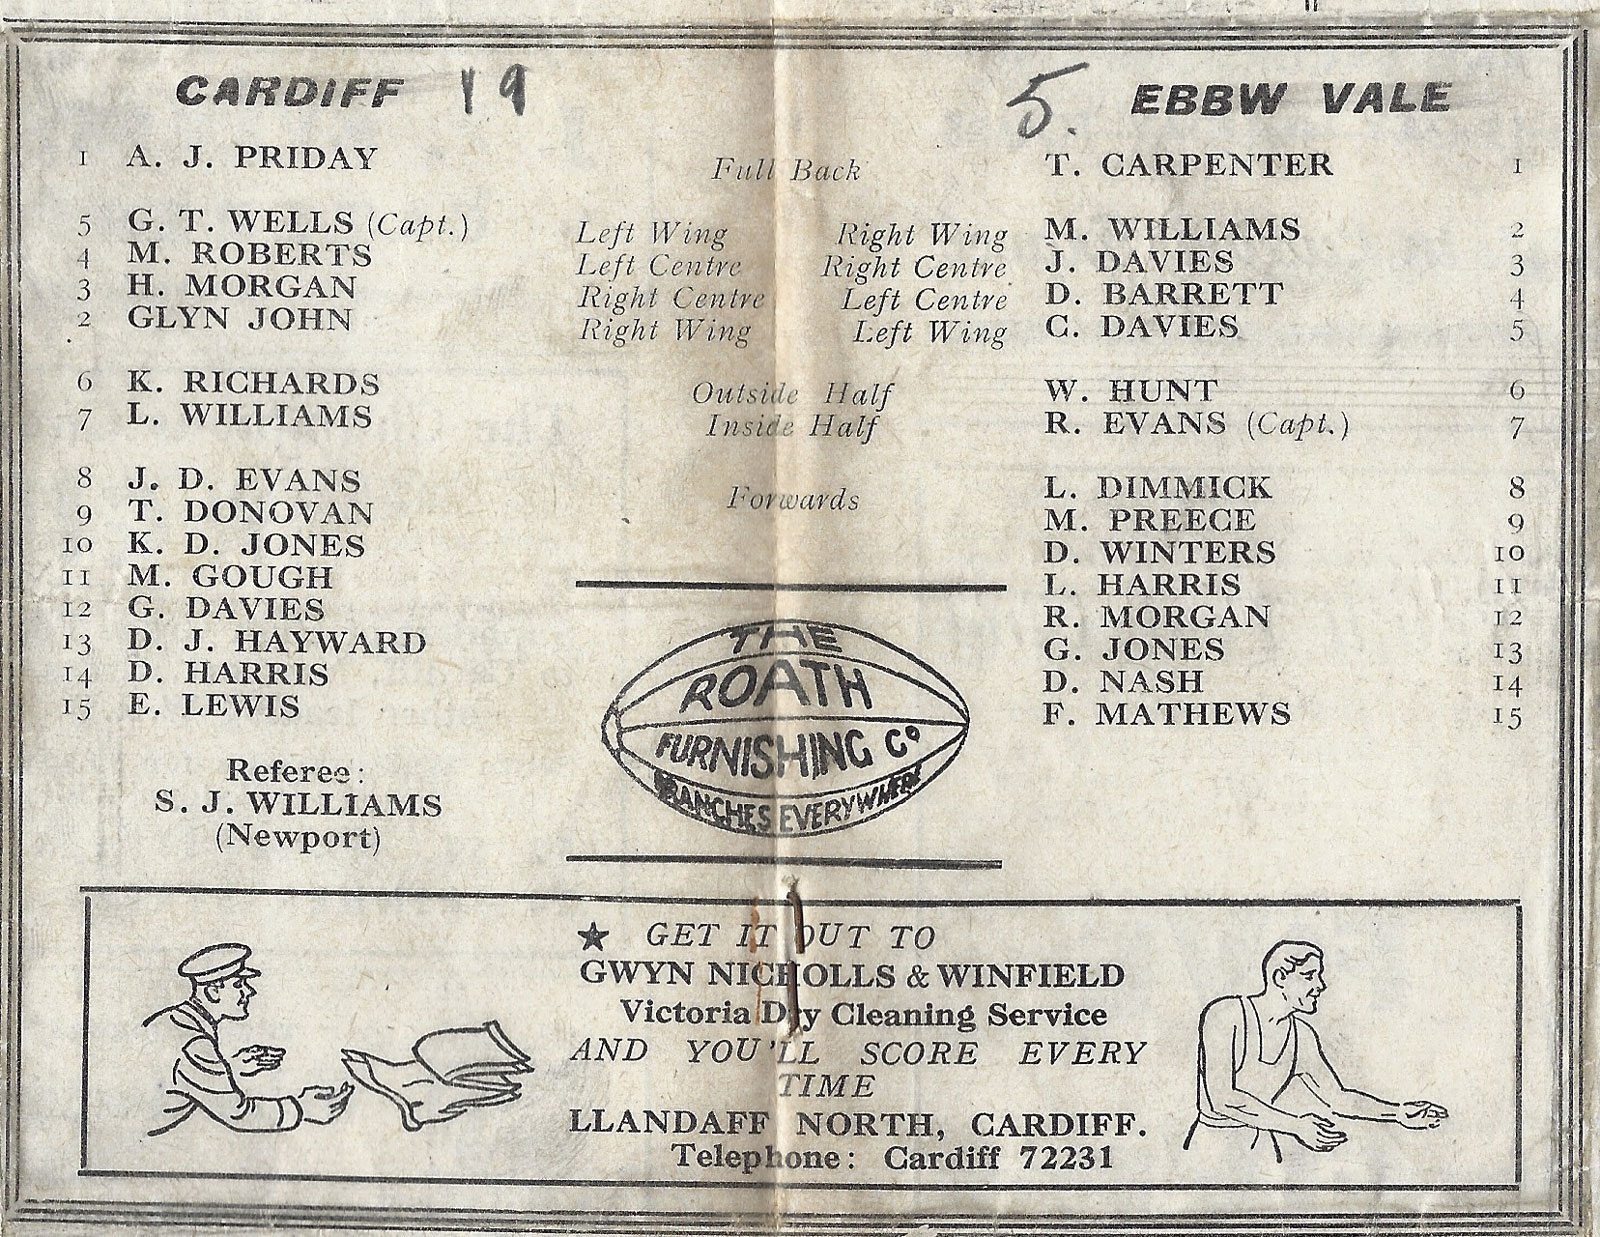 CARDIFF 19
1 A. J. PRIDAY
5 G. T. WELLS (Capt.)
4 M. ROBERTS
3 H. MORGAN
2 GLYN JOHN
6 K. RICHARDS
7 L. WILLIAMS
8 J. D. EVANS
9 T. DONOVAN
10 K. D. JONES
11 M. GOUGH
12 G. DAVIES
13 D. J. HAYWARD
14 D. HARRIS
15 E. LEWIS
Referee:
S. J. WILLIAMS
(Newport)
Full Back
Left Wing Right Wing
Left Centre Right Centre
Right Centre Left Centre
Right Wing Left Wing
Outside Half
Inside Half
Forwards
5. EBBW VALE
T. CARPENTER 1
M. WILLIAMS 2
J. DAVIES 3
D. BARRETT 4
C. DAVIES 5
W. HUNT 6
R. EVANS (Capt.) 7
L. DIMMICK 8
M. PREECE 9
D. WINTERS 10
L. HARRIS 11
R. MORGAN 12
G. JONES 13
D. NASH 14
F. MATHEWS 15
THE
ROATH
FURNISHING Co
BRANCHES EVERYWHERE
★ GET IT OUT TO
GWYN NICHOLLS & WINFIELD
Victoria Dry Cleaning Service
AND YOU'LL SCORE EVERY
TIME
LLANDAFF NORTH, CARDIFF.
Telephone: Cardiff 72231